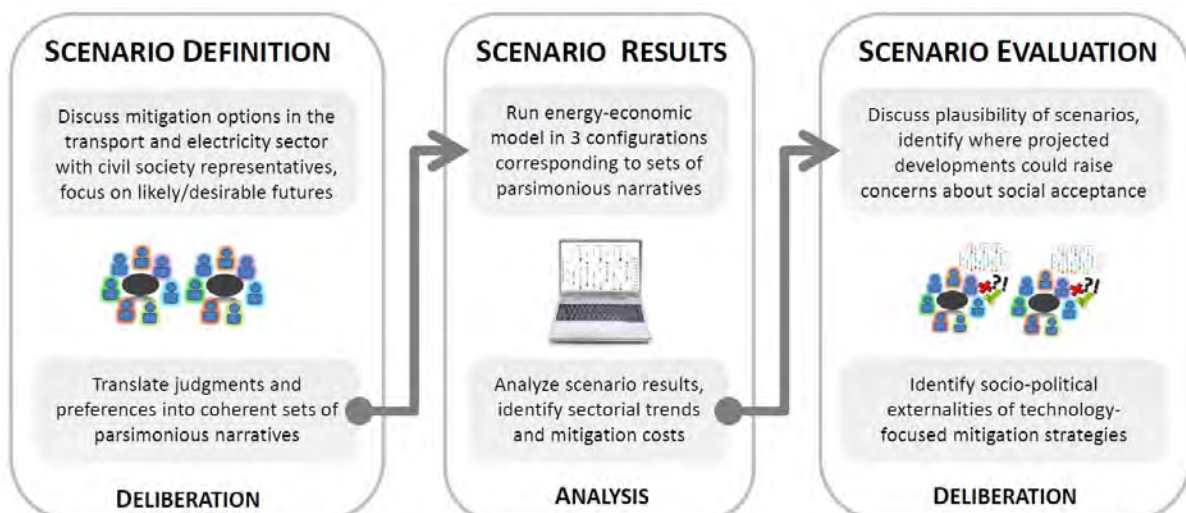 SCENARIO DEFINITION
Discuss mitigation options in the
transport and electricity sector
with civil society representatives,
focus on likely/desirable futures
Translate judgments and
preferences into coherent sets of
parsimonious narratives
DELIBERATION
SCENARIO RESULTS
Run energy-economic
model in 3 configurations
corresponding to sets of
parsimonious narratives
Analyze scenario results,
identify sectorial trends
and mitigation costs
ANALYSIS
SCENARIO EVALUATION
Discuss plausibility of scenarios,
identify where projected
developments could raise
concerns about social acceptance
?!
?!
Identify socio-political
externalities of technology-
focused mitigation strategies
DELIBERATION